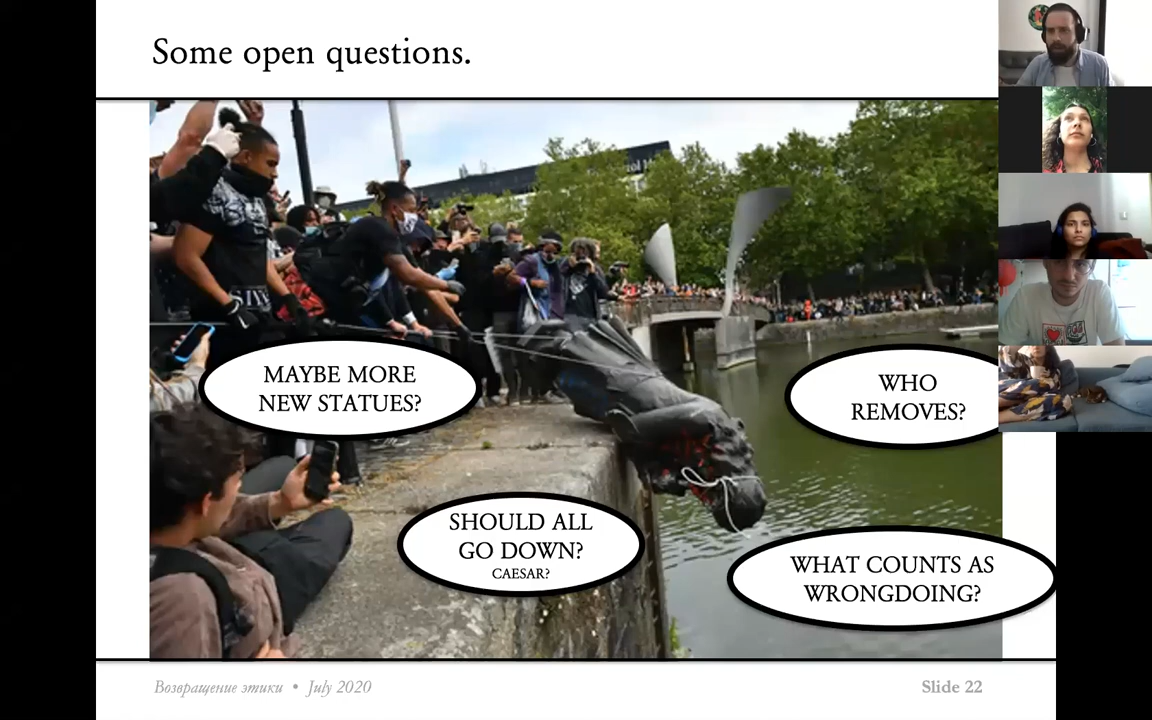 Some open questions.
MAYBE MORE
NEW STATUES?
WHO
REMOVES?
SHOULD ALL
GO DOWN?
CAESAR?
WHAT COUNTS AS
WRONGDOING?
Возвращение этики • July 2020
Slide 22